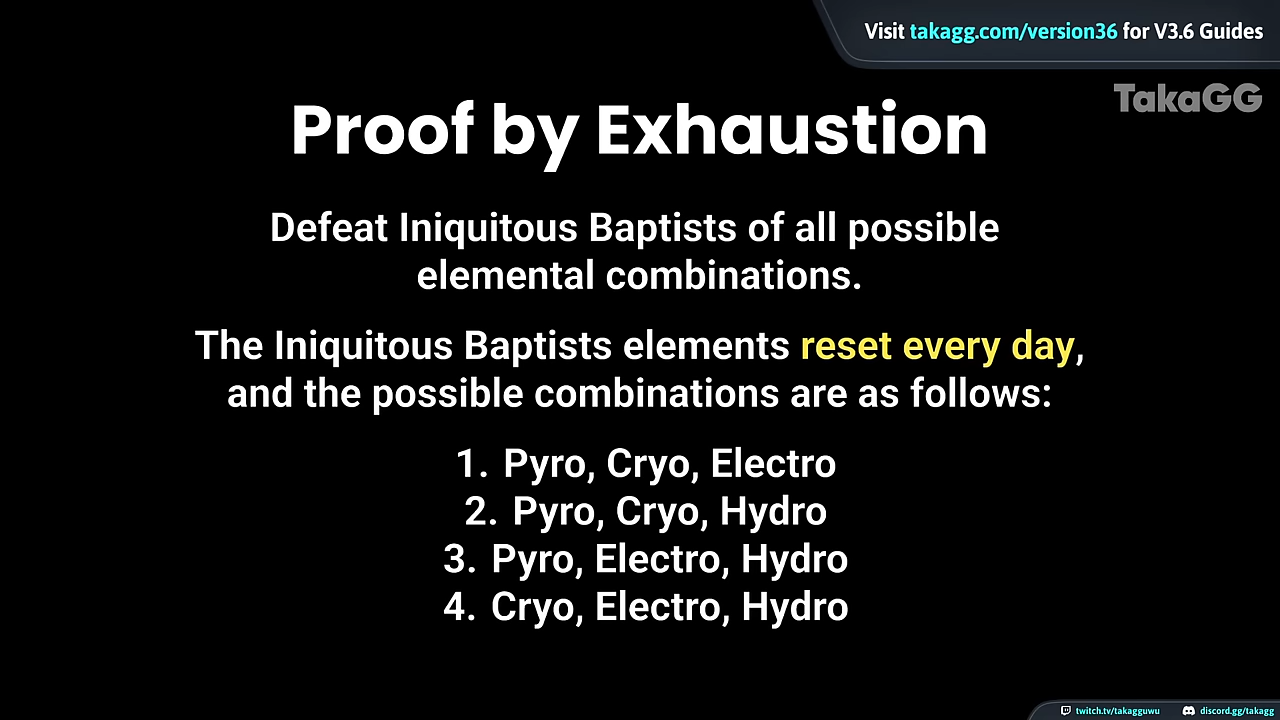 Visit takagg.com/version36 for V3.6 Guides
TakaGG
Proof by Exhaustion
Defeat Iniquitous Baptists of all possible
elemental combinations.
The Iniquitous Baptists elements reset every day,
and the possible combinations are as follows:
1. Pyro, Cryo, Electro
2. Pyro, Cryo, Hydro
3. Pyro, Electro, Hydro
4. Cryo, Electro, Hydro
twitch.tv/takagguwu discord.gg/takagg